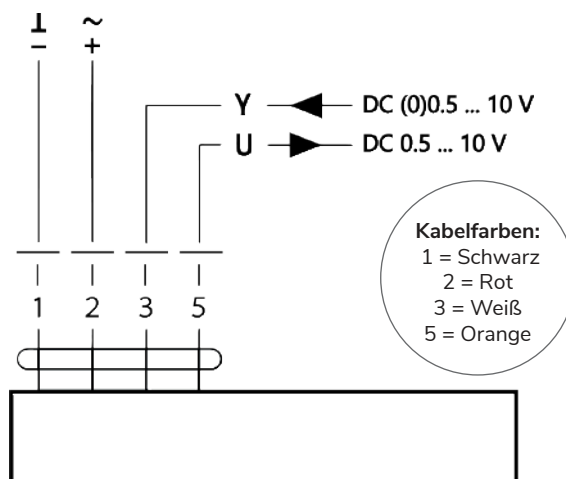 ⊥ ~
− +
Y DC (0)0.5 ... 10 V
U DC 0.5 ... 10 V
Kabelfarben:
1 = Schwarz
2 = Rot
3 = Weiß
5 = Orange
1 2 3 5